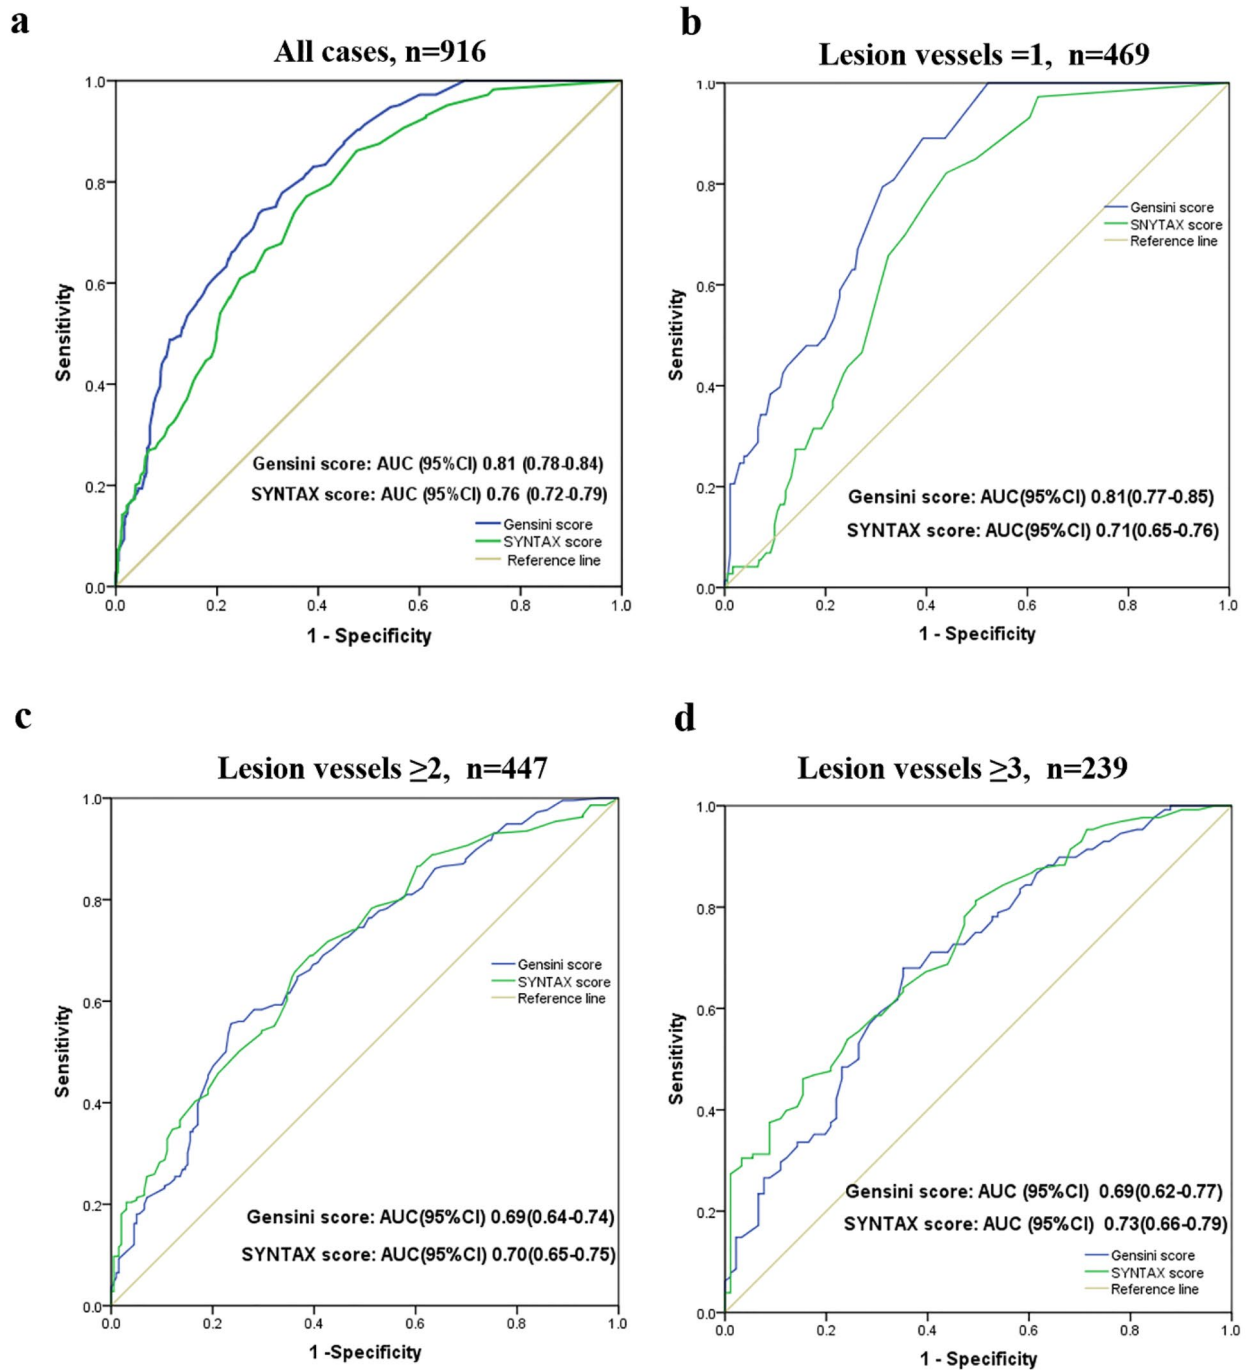 a
All cases, n=916
1.0
0.8
0.6
0.4
0.2
0.0
Sensitivity
Gensini score: AUC (95%CI) 0.81 (0.78-0.84)
SYNTAX score: AUC (95%CI) 0.76 (0.72-0.79)
Gensini score
SYNTAX score
Reference line
0.0 0.2 0.4 0.6 0.8 1.0
1 - Specificity
b
Lesion vessels =1, n=469
1.0
0.8
0.6
0.4
0.2
0.0
Sensitivity
Gensini score
SNYTAX score
Reference line
Gensini score: AUC(95%CI) 0.81(0.77-0.85)
SYNTAX score: AUC(95%CI) 0.71(0.65-0.76)
0.0 0.2 0.4 0.6 0.8 1.0
1 - Specificity
c
Lesion vessels ≥2, n=447
1.0
0.8
0.6
0.4
0.2
0.0
Sensitivity
Gensini score
SYNTAX score
Reference line
Gensini score: AUC(95%CI) 0.69(0.64-0.74)
SYNTAX score: AUC(95%CI) 0.70(0.65-0.75)
0.0 0.2 0.4 0.6 0.8 1.0
1 -Specificity
d
Lesion vessels ≥3, n=239
1.0
0.8
0.6
0.4
0.2
0.0
Sensitivity
Gensini score: AUC (95%CI) 0.69(0.62-0.77)
SYNTAX score: AUC (95%CI) 0.73(0.66-0.79)
Gensini score
SYNTAX score
Reference line
0.0 0.2 0.4 0.6 0.8 1.0
1 - Specificity